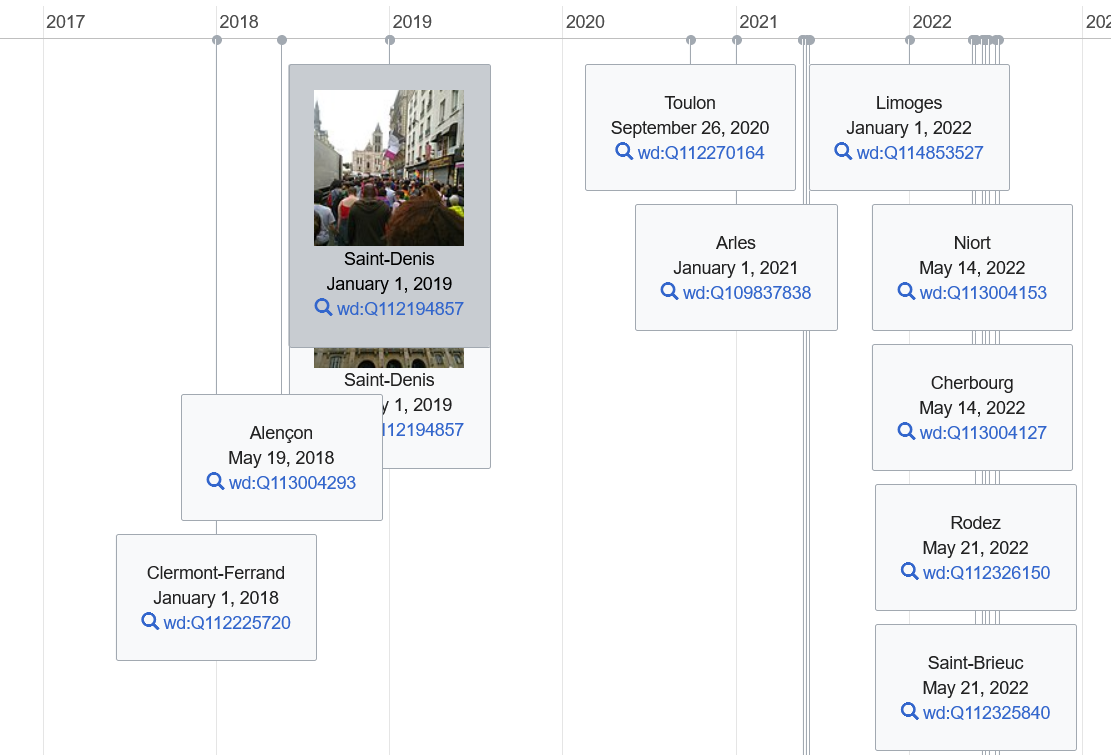 2017
2018
2019
2020
2021
2022
202
Saint-Denis
January 1, 2019
wd:Q112194857
Saint-Denis
y 1, 2019
112194857
Alençon
May 19, 2018
wd:Q113004293
Clermont-Ferrand
January 1, 2018
wd:Q112225720
Toulon
September 26, 2020
wd:Q112270164
Arles
January 1, 2021
wd:Q109837838
Limoges
January 1, 2022
wd:Q114853527
Niort
May 14, 2022
wd:Q113004153
Cherbourg
May 14, 2022
wd:Q113004127
Rodez
May 21, 2022
wd:Q112326150
Saint-Brieuc
May 21, 2022
wd:Q112325840